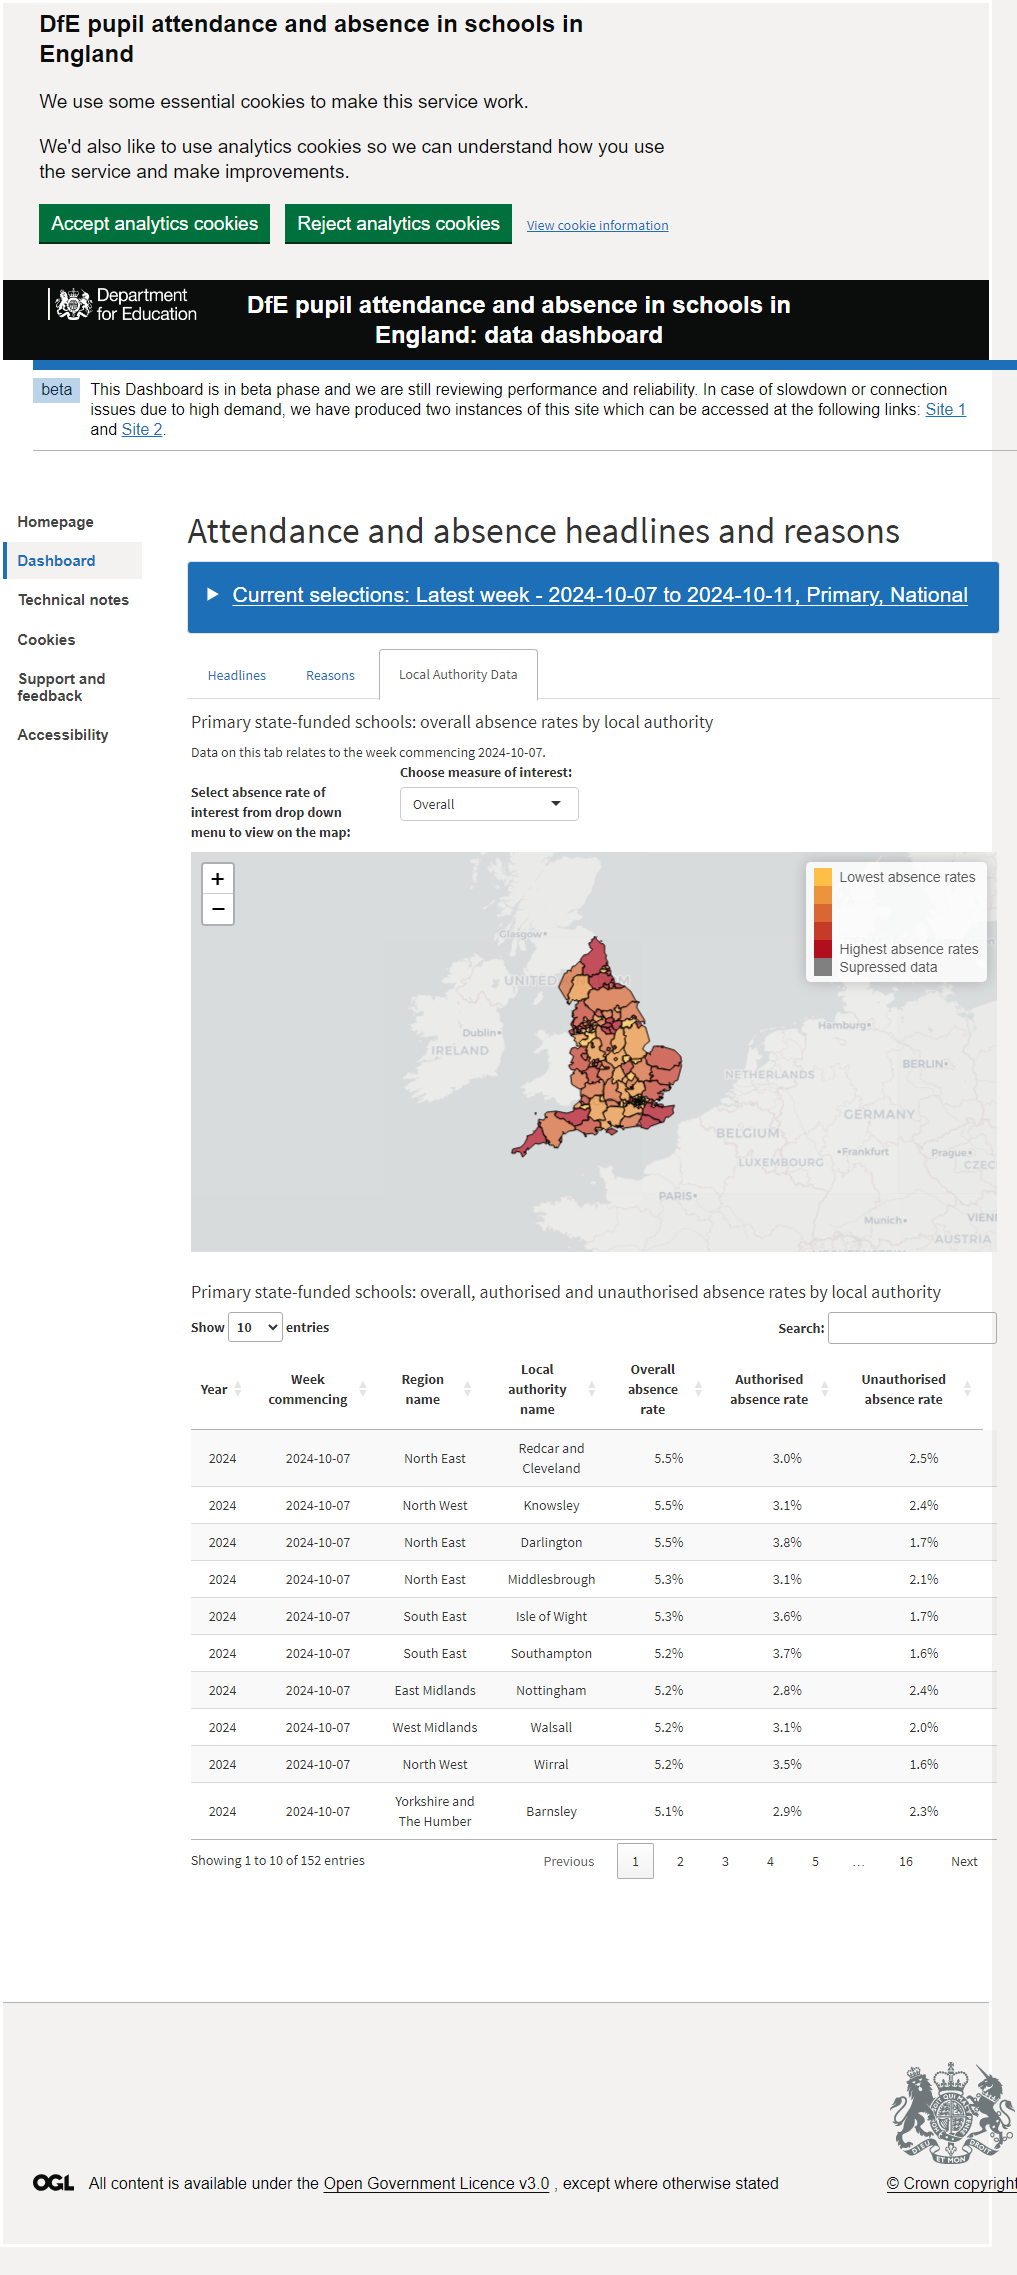 DfE pupil attendance and absence in schools in
England
We use some essential cookies to make this service work.
We'd also like to use analytics cookies so we can understand how you use
the service and make improvements.
Accept analytics cookies Reject analytics cookies View cookie information
Department
for Education
DfE pupil attendance and absence in schools in
England: data dashboard
beta This Dashboard is in beta phase and we are still reviewing performance and reliability. In case of slowdown or connection
issues due to high demand, we have produced two instances of this site which can be accessed at the following links: Site 1
and Site 2.
Homepage
Dashboard
Technical notes
Cookies
Support and
feedback
Accessibility
Attendance and absence headlines and reasons
Current selections: Latest week - 2024-10-07 to 2024-10-11, Primary, National
Headlines Reasons Local Authority Data
Primary state-funded schools: overall absence rates by local authority
Data on this tab relates to the week commencing 2024-10-07.
Select absence rate of
interest from drop down
menu to view on the map:
Choose measure of interest:
Overall
+
−
Lowest absence rates
Highest absence rates
Supressed data
Glasgow
UNITED
Dublin
IRELAND
Hamburg
BERLIN
NETHERLANDS
GERMANY
BELGIUM
Frankfurt
Prague
LUXEMBOURG
CZEC
PARIS
VIEN
Munich
AUSTRIA
Primary state-funded schools: overall, authorised and unauthorised absence rates by local authority
Show 10 entries Search:
Year Week commencing Region name Local authority name Overall absence rate Authorised absence rate Unauthorised absence rate
2024 2024-10-07 North East Redcar and Cleveland 5.5% 3.0% 2.5%
2024 2024-10-07 North West Knowsley 5.5% 3.1% 2.4%
2024 2024-10-07 North East Darlington 5.5% 3.8% 1.7%
2024 2024-10-07 North East Middlesbrough 5.3% 3.1% 2.1%
2024 2024-10-07 South East Isle of Wight 5.3% 3.6% 1.7%
2024 2024-10-07 South East Southampton 5.2% 3.7% 1.6%
2024 2024-10-07 East Midlands Nottingham 5.2% 2.8% 2.4%
2024 2024-10-07 West Midlands Walsall 5.2% 3.1% 2.0%
2024 2024-10-07 North West Wirral 5.2% 3.5% 1.6%
2024 2024-10-07 Yorkshire and The Humber Barnsley 5.1% 2.9% 2.3%
Showing 1 to 10 of 152 entries Previous 1 2 3 4 5 … 16 Next
DIEU ET MON DROIT
OGL All content is available under the Open Government Licence v3.0 , except where otherwise stated
© Crown copyright